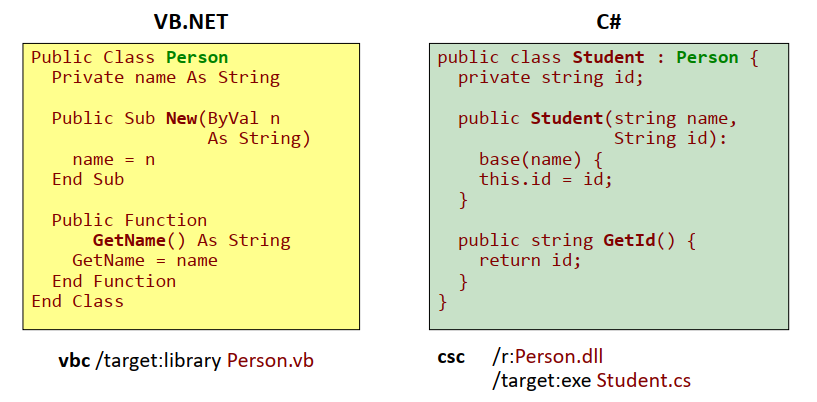 VB.NET
Public Class Person
  Private name As String
  Public Sub New(ByVal n
                 As String)
    name = n
  End Sub
  Public Function
      GetName() As String
    GetName = name
  End Function
End Class
vbc /target:library Person.vb
C#
public class Student : Person {
  private string id;
  public Student(string name,
                 String id):
    base(name) {
    this.id = id;
  }
  public string GetId() {
    return id;
  }
}
csc /r:Person.dll
/target:exe Student.cs